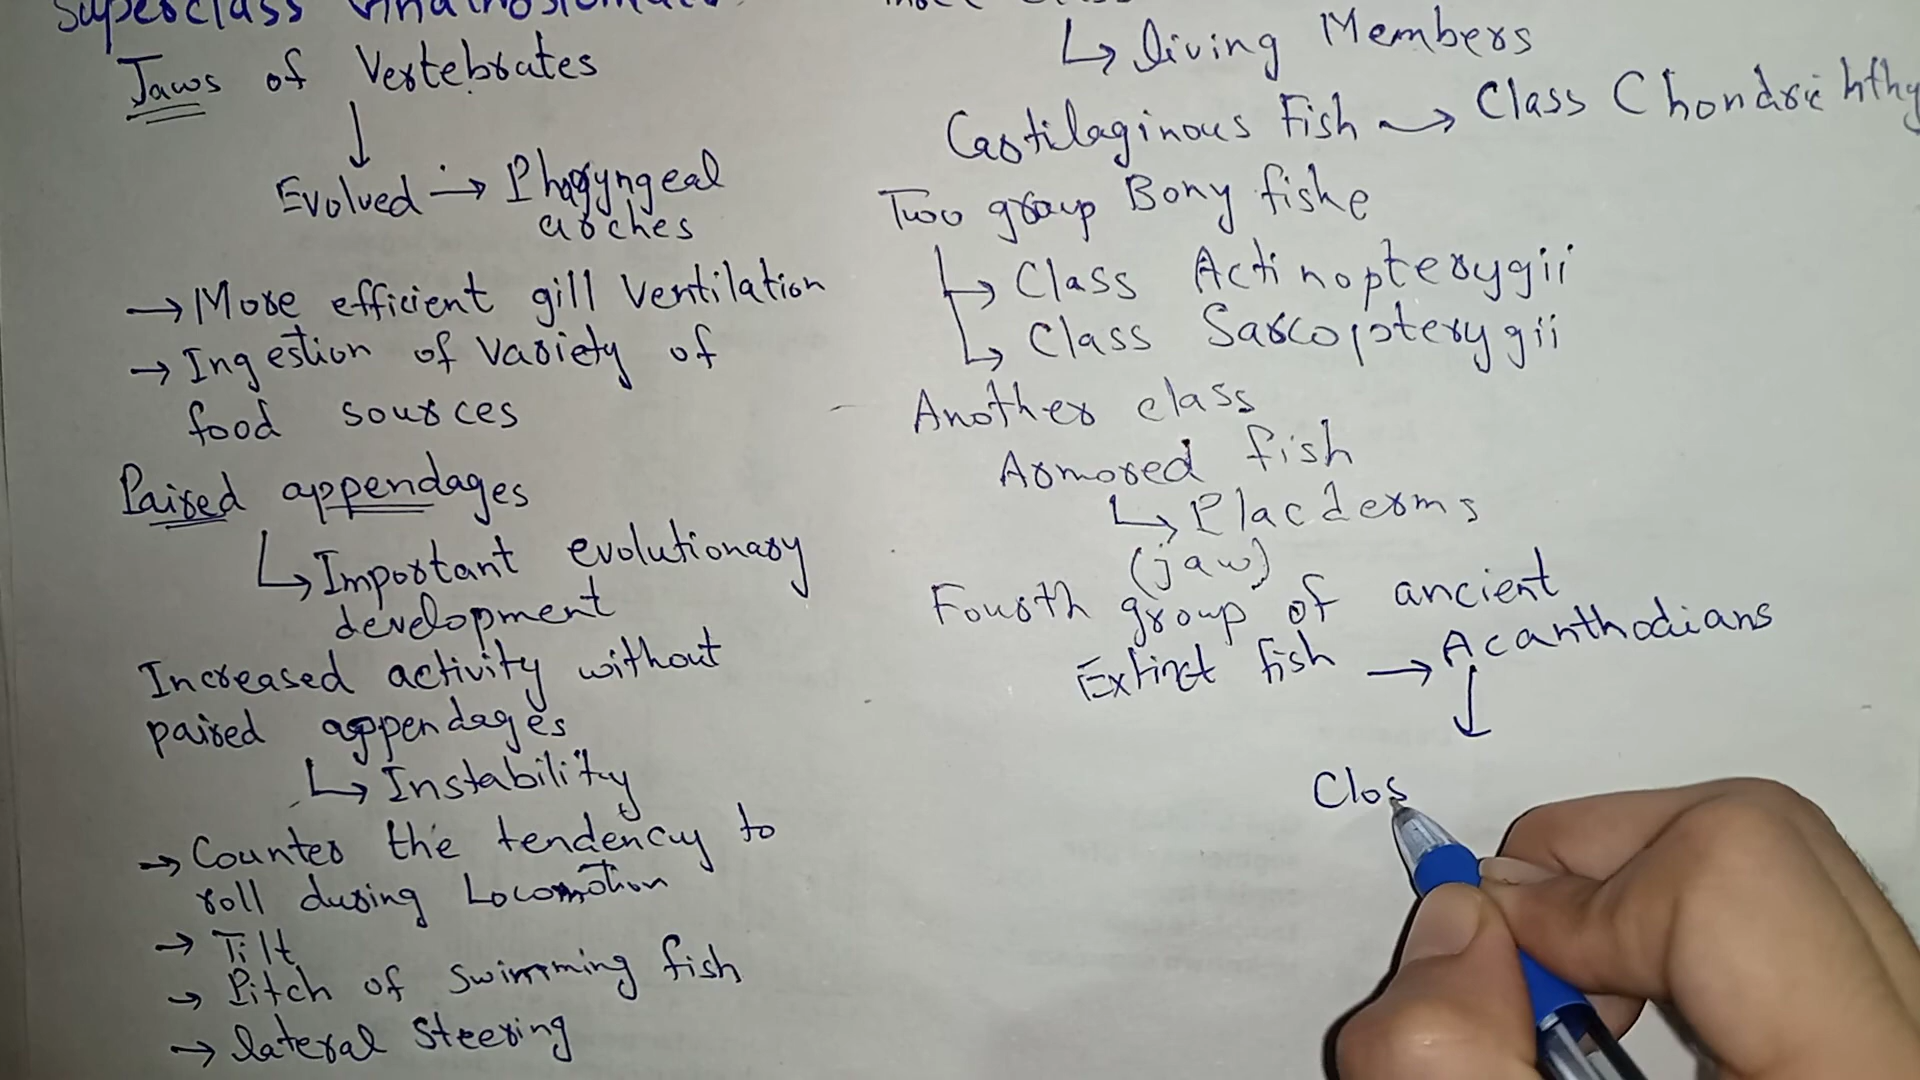 Superclass Gnathostomata
Jaws of Vertebrates
Evolved → Pharyngeal
arches
→ More efficient gill Ventilation
→ Ingestion of variety of
food sources
Paired appendages
↳ Important evolutionary
development
Increased activity without
paired appendages
↳ Instability
→ Counter the tendency to
roll during Locomotion
→ Tilt
→ Pitch of swimming fish
→ lateral steering
↳ living Members
Cartilaginous Fish → Class Chondrichthy
Two group Bony fishe
↳ Class Actinopterygii
↳ Class Sarcopterygii
Another class
Armored fish
↳ Placderms
(jaw)
Fourth group of ancient
Extinct fish → Acanthodians
Clos